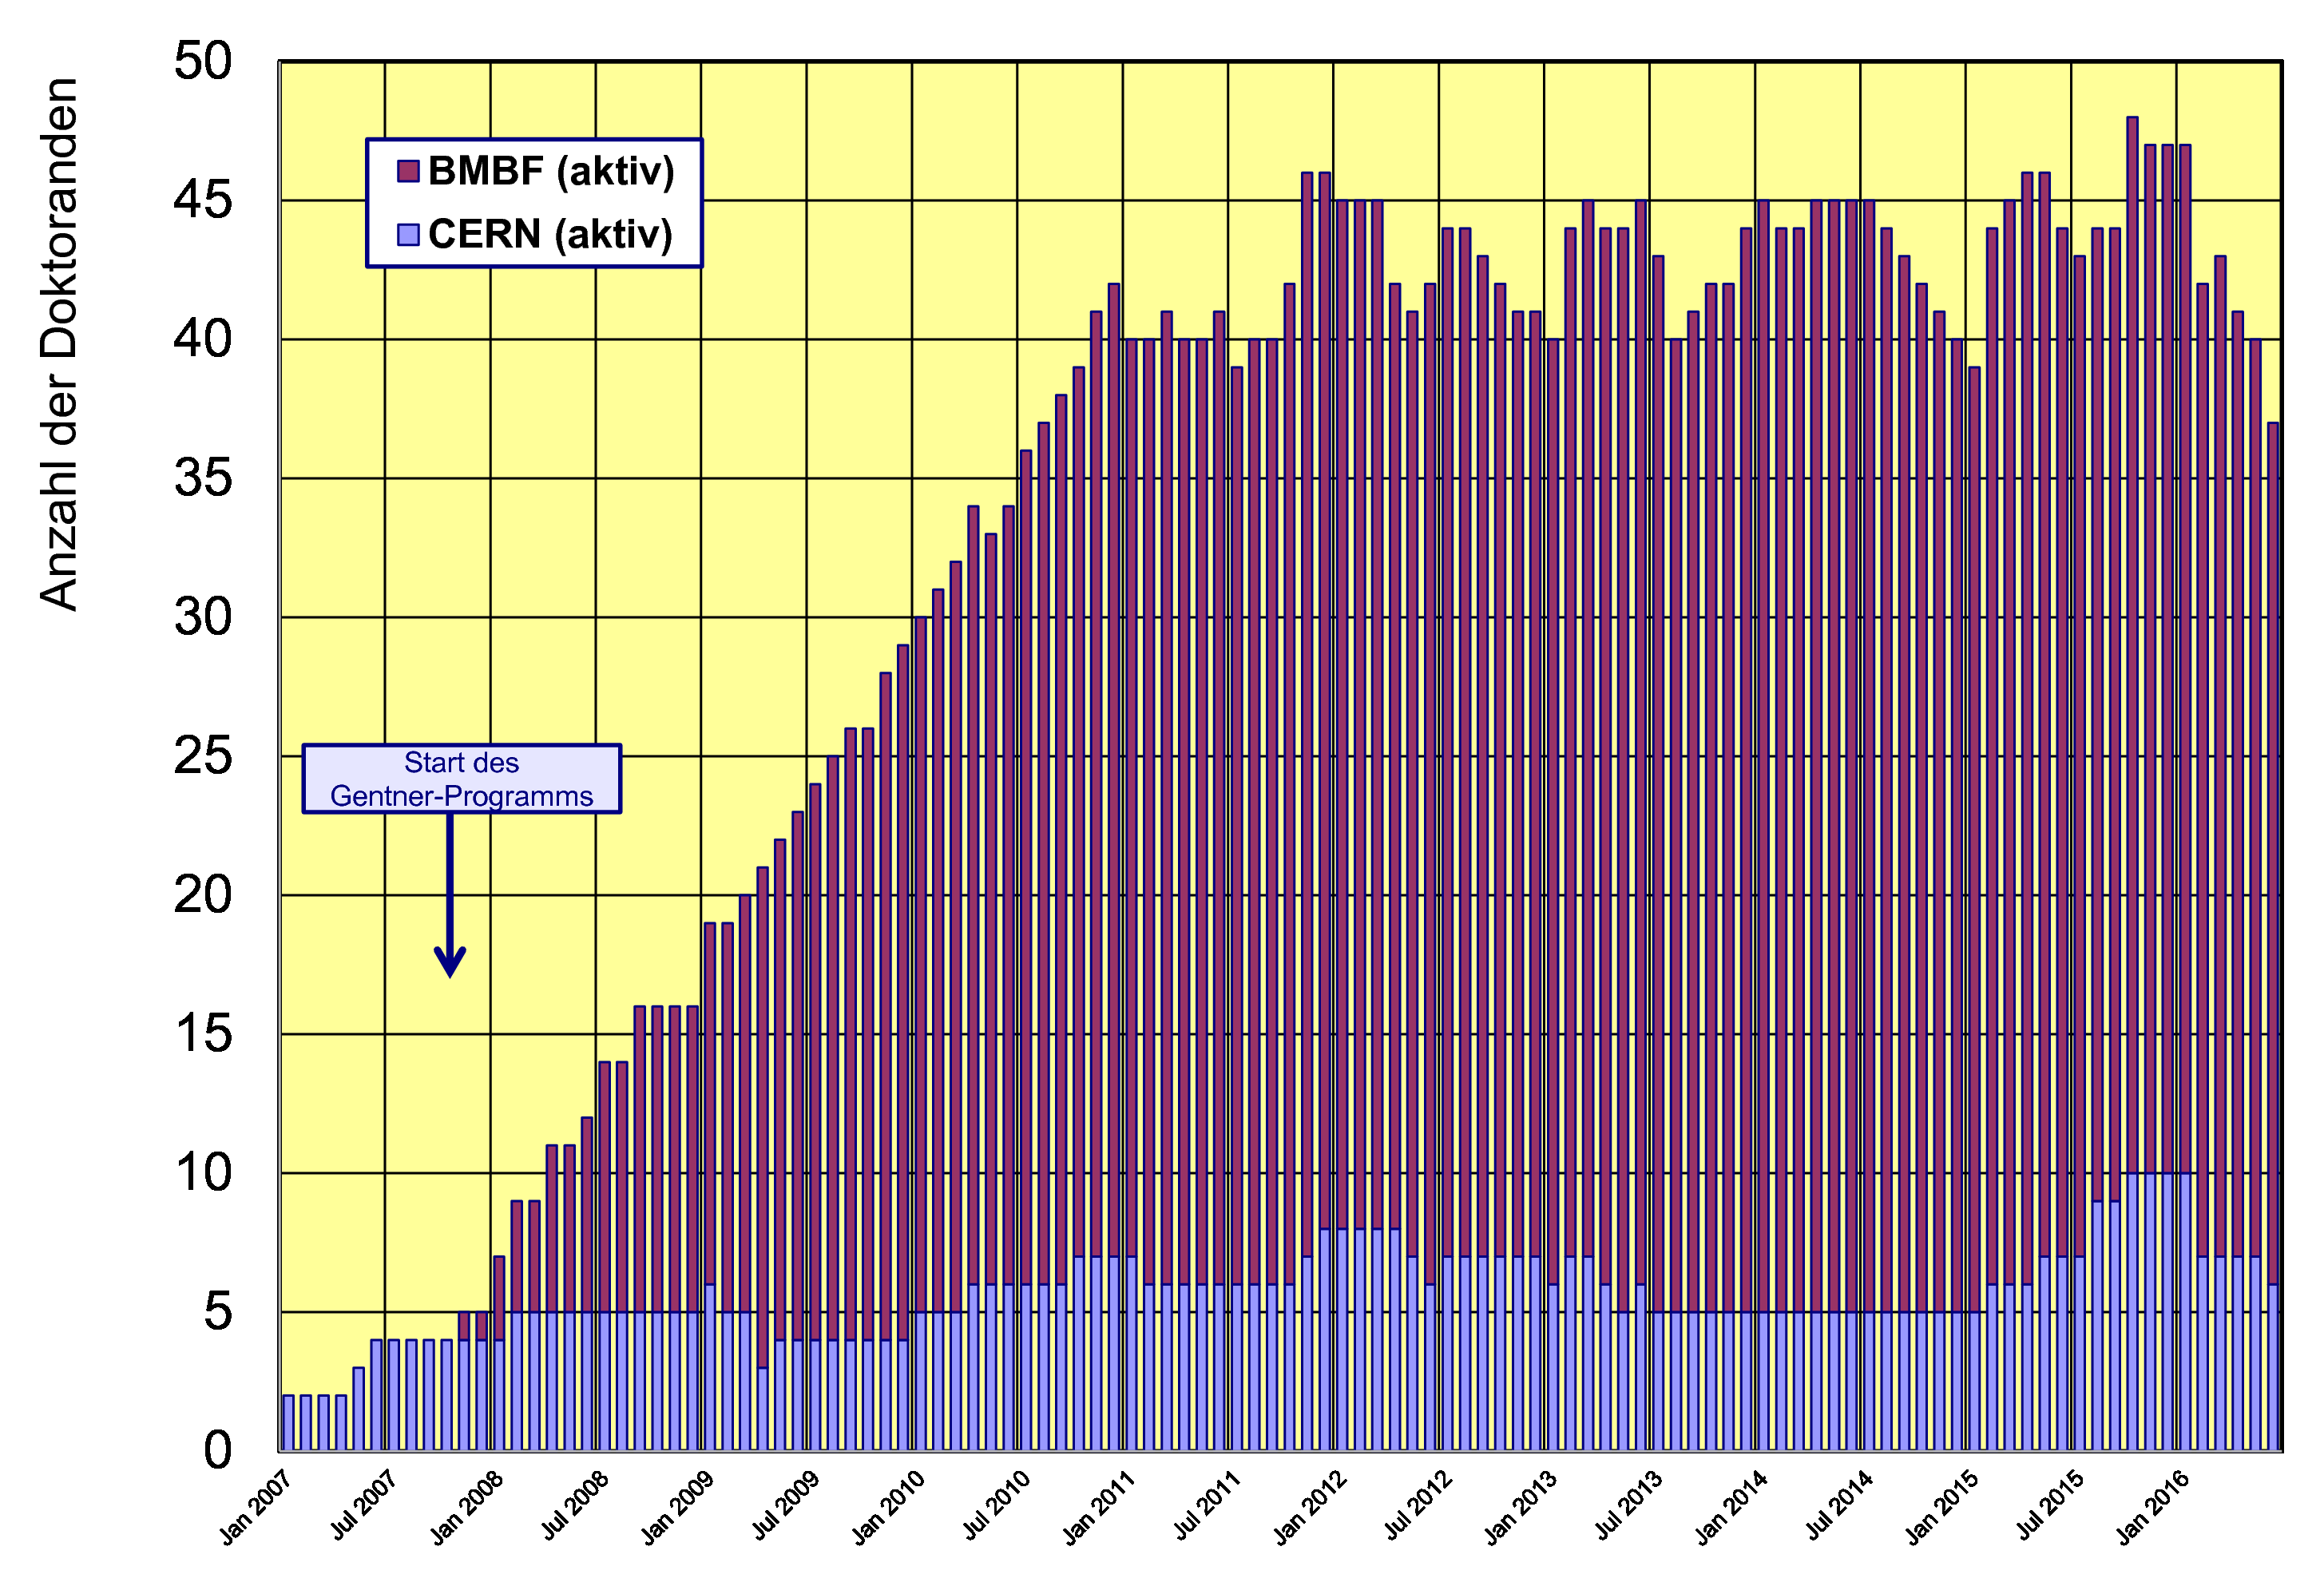 Anzahl der Doktoranden
50
45
40
35
30
25
20
15
10
5
0
BMBF (aktiv)
CERN (aktiv)
Start des
Gentner-Programms
Jan 2007
Jul 2007
Jan 2008
Jul 2008
Jan 2009
Jul 2009
Jan 2010
Jul 2010
Jan 2011
Jul 2011
Jan 2012
Jul 2012
Jan 2013
Jul 2013
Jan 2014
Jul 2014
Jan 2015
Jul 2015
Jan 2016